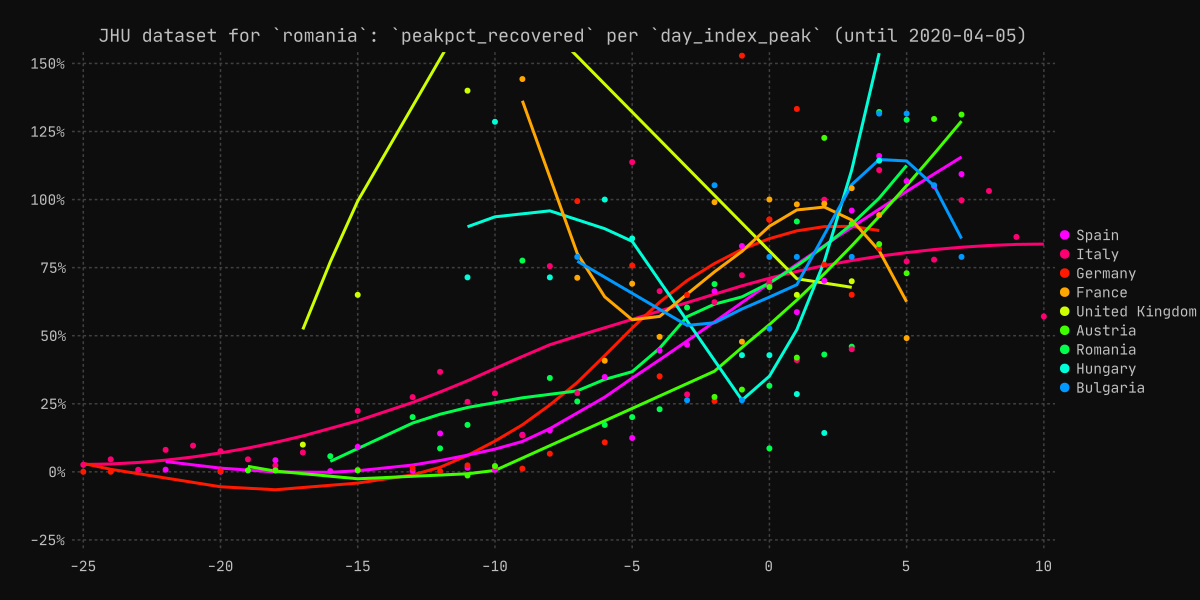 JHU dataset for `romania`: `peakpct_recovered` per `day_index_peak` (until 2020-04-05)
150%
125%
100%
75%
50%
25%
0%
-25%
-25 -20 -15 -10 -5 0 5 10
Spain
Italy
Germany
France
United Kingdom
Austria
Romania
Hungary
Bulgaria